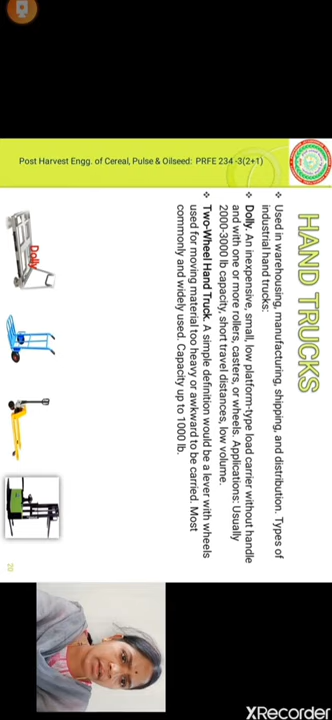 Post Harvest Engg. of Cereal, Pulse & Oilseed: PRFE 234 -3(2+1)
HAND TRUCKS
❖ Used in warehousing, manufacturing, shipping, and distribution. Types of
industrial hand trucks:
❖ Dolly. An inexpensive, small, low platform-type load carrier without handle
and with one or more rollers, casters, or wheels. Applications: Usually
2000-3000 lb capacity, short travel distances, low volume.
❖ Two-Wheel Hand Truck. A simple definition would be a lever with wheels
used for moving material too heavy or awkward to be carried. Most
commonly and widely used. Capacity up to 1000 lb.
Dolly
20
XRecorder